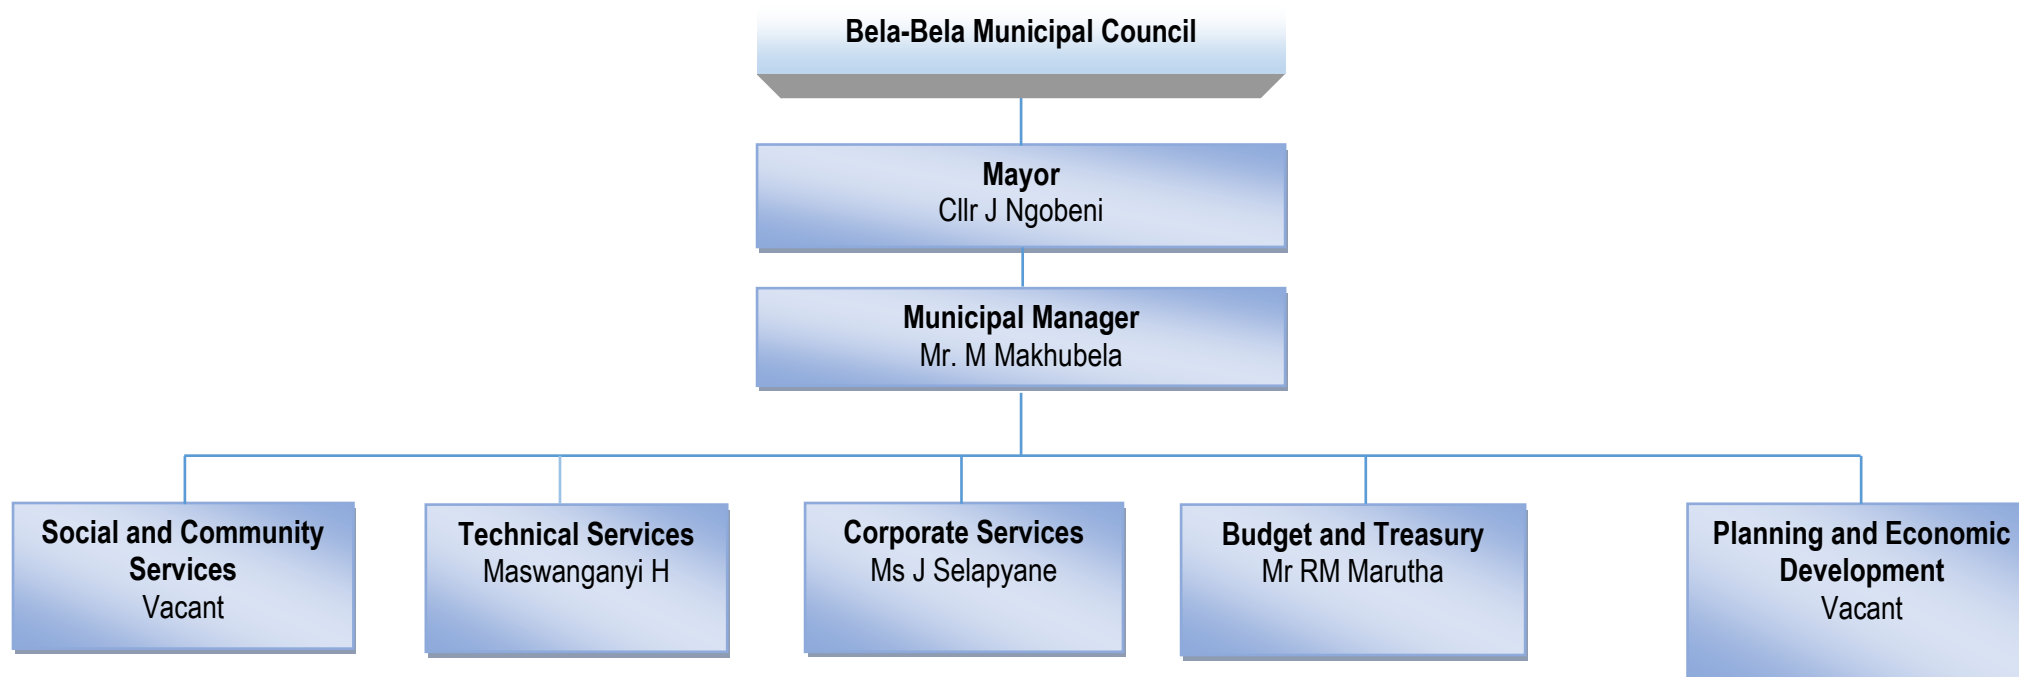 Bela-Bela Municipal Council
Mayor
Cllr J Ngobeni
Municipal Manager
Mr. M Makhubela
Social and Community
Services
Vacant
Technical Services
Maswanganyi H
Corporate Services
Ms J Selapyane
Budget and Treasury
Mr RM Marutha
Planning and Economic
Development
Vacant